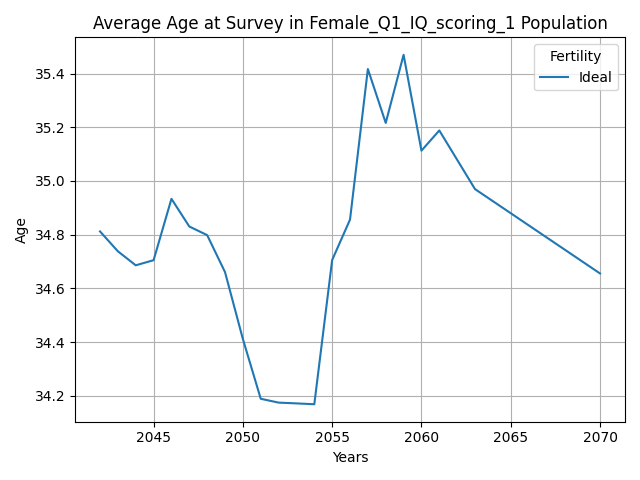 Average Age at Survey in Female_Q1_IQ_scoring_1 Population
Fertility
Ideal
35.4
35.2
35.0
34.8
34.6
34.4
34.2
Age
2045 2050 2055 2060 2065 2070
Years